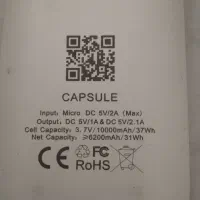 CAPSULE
Input: Micro DC 5V/2A (Max)
Output: DC 5V/1A & DC 5V/2.1A
Cell Capacity: 3.7V/10000mAh/37Wh
Net Capacity: ≥6200mAh/31Wh
CE FC
RoHS